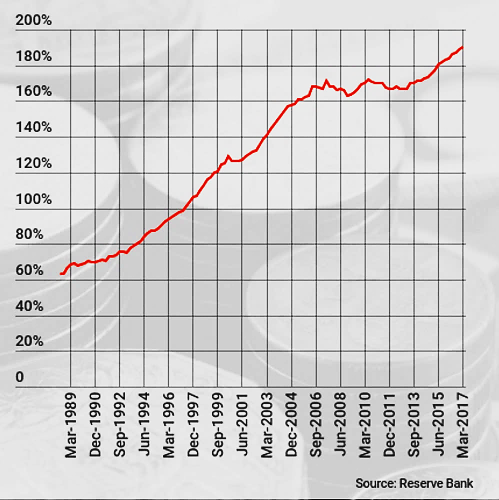 200%
180%
160%
140%
120%
100%
80%
60%
40%
20%
0
Mar-1989
Dec-1990
Sep-1992
Jun-1994
Mar-1996
Dec-1997
Sep-1999
Jun-2001
Mar-2003
Dec-2004
Sep-2006
Jun-2008
Mar-2010
Dec-2011
Sep-2013
Jun-2015
Mar-2017
Source: Reserve Bank